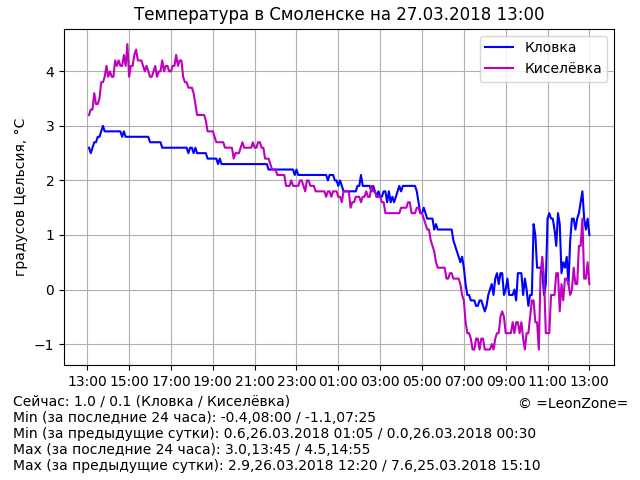 Температура в Смоленске на 27.03.2018 13:00
Кловка
Киселёвка
градусов Цельсия, °C
4
3
2
1
0
−1
13:00 15:00 17:00 19:00 21:00 23:00 01:00 03:00 05:00 07:00 09:00 11:00 13:00
Сейчас: 1.0 / 0.1 (Кловка / Киселёвка)
© =LeonZone=
Min (за последние 24 часа): -0.4,08:00 / -1.1,07:25
Min (за предыдущие сутки): 0.6,26.03.2018 01:05 / 0.0,26.03.2018 00:30
Max (за последние 24 часа): 3.0,13:45 / 4.5,14:55
Max (за предыдущие сутки): 2.9,26.03.2018 12:20 / 7.6,25.03.2018 15:10